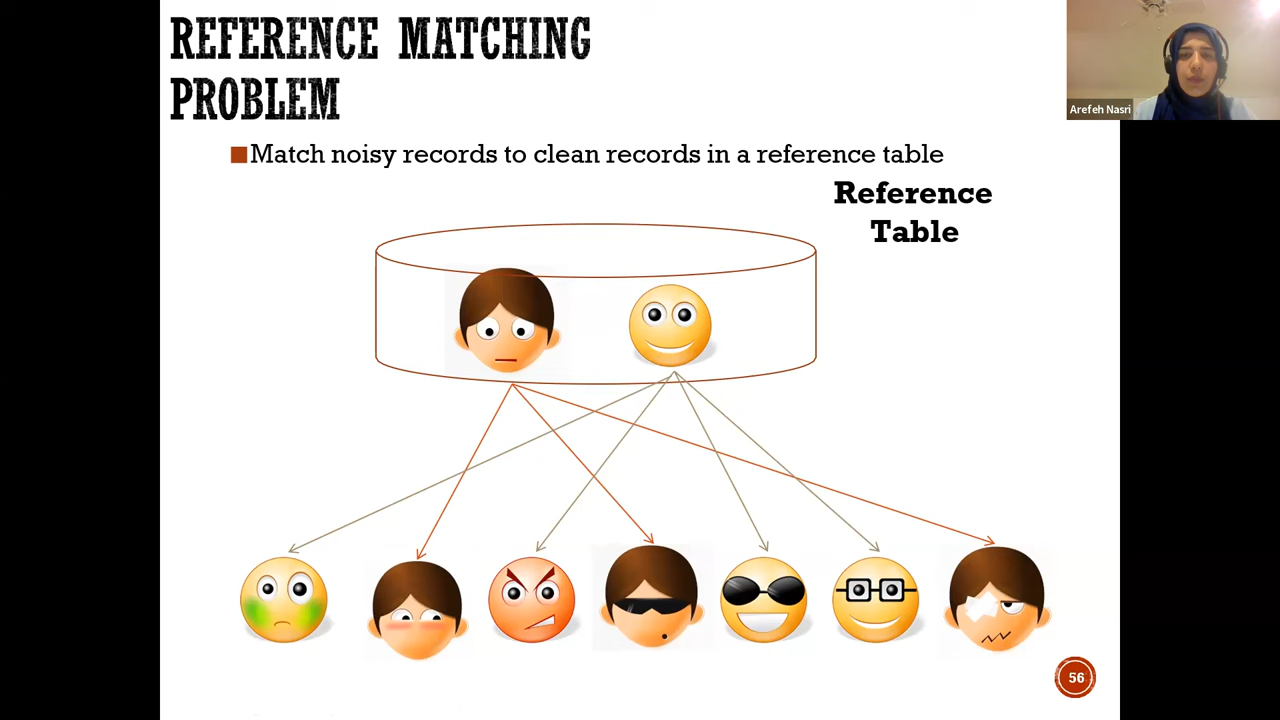 REFERENCE MATCHING
PROBLEM
Arefeh Nasri
Match noisy records to clean records in a reference table
Reference
Table
56